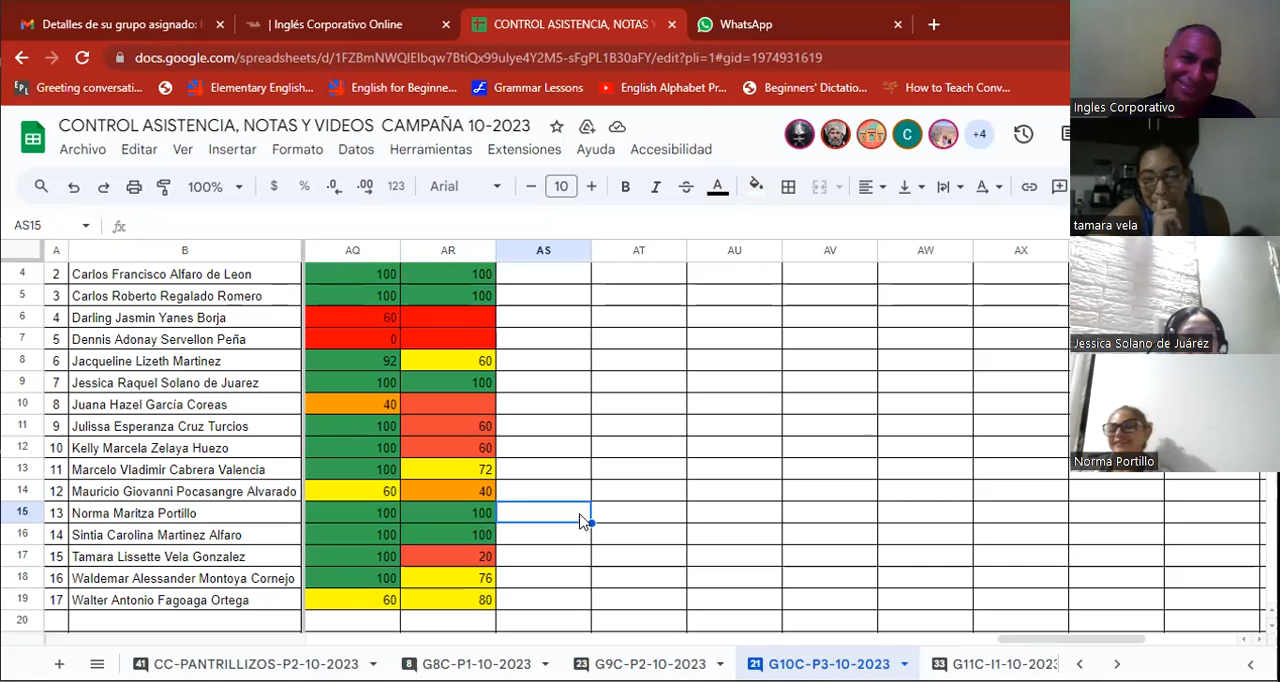 Detalles de su grupo asignado: I × | Inglés Corporativo Online × CONTROL ASISTENCIA, NOTAS Y × WhatsApp × +
docs.google.com/spreadsheets/d/1FZBmNWQIEIbqw7BtiQx99uIye4Y2M5-sFgPL1B30aFY/edit?pli=1#gid=1974931619
EPL Greeting conversati... Elementary English... English for Beginne... Grammar Lessons English Alphabet Pr... Beginners' Dictatio... How to Teach Conv...
CONTROL ASISTENCIA, NOTAS Y VIDEOS CAMPAÑA 10-2023
C +4
Archivo Editar Ver Insertar Formato Datos Herramientas Extensiones Ayuda Accesibilidad
100% $ % .0 .00 123 Arial − 10 + B I S A
AS15 fx
A B AQ AR AS AT AU AV AW AX
4 2 Carlos Francisco Alfaro de Leon 100 100
5 3 Carlos Roberto Regalado Romero 100 100
6 4 Darling Jasmin Yanes Borja 60
7 5 Dennis Adonay Servellon Peña 0
8 6 Jacqueline Lizeth Martinez 92 60
9 7 Jessica Raquel Solano de Juarez 100 100
10 8 Juana Hazel García Coreas 40
11 9 Julissa Esperanza Cruz Turcios 100 60
12 10 Kelly Marcela Zelaya Huezo 100 60
13 11 Marcelo Vladimir Cabrera Valencia 100 72
14 12 Mauricio Giovanni Pocasangre Alvarado 60 40
15 13 Norma Maritza Portillo 100 100
16 14 Sintia Carolina Martinez Alfaro 100 100
17 15 Tamara Lissette Vela Gonzalez 100 20
18 16 Waldemar Alessander Montoya Cornejo 100 76
19 17 Walter Antonio Fagoaga Ortega 60 80
20
+ 41 CC-PANTRILLIZOS-P2-10-2023 8 G8C-P1-10-2023 23 G9C-P2-10-2023 21 G10C-P3-10-2023 33 G11C-I1-10-2023
Ingles Corporativo
tamara vela
Jessica Solano de Juárez
Norma Portillo